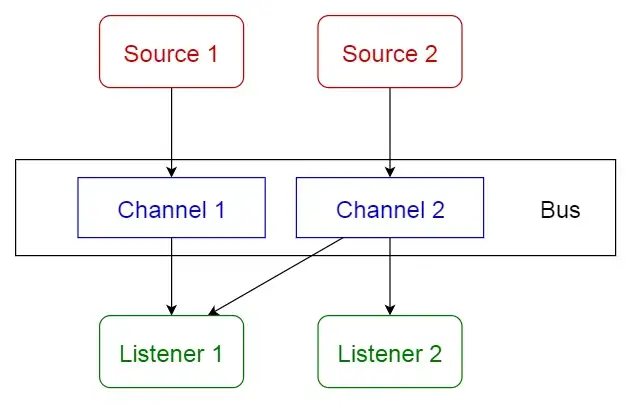 Source 1
Source 2
Channel 1
Channel 2
Bus
Listener 1
Listener 2